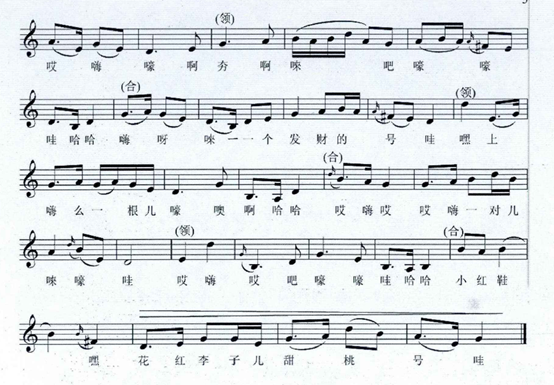 (领)
哎嗨嚎啊夯啊唻吧嚎嚎
(合) (领)
哇哈哈嗨呀唻一一个发财的号哇嘿上
(合)
嗨么一根儿嚎噢啊哈哈哎嗨哎哎嗨一对儿
(领) (合)
唻嚎哇哎嗨哎吧嚎嚎哇哈哈小红鞋
嘿花红李子儿甜桃号哇